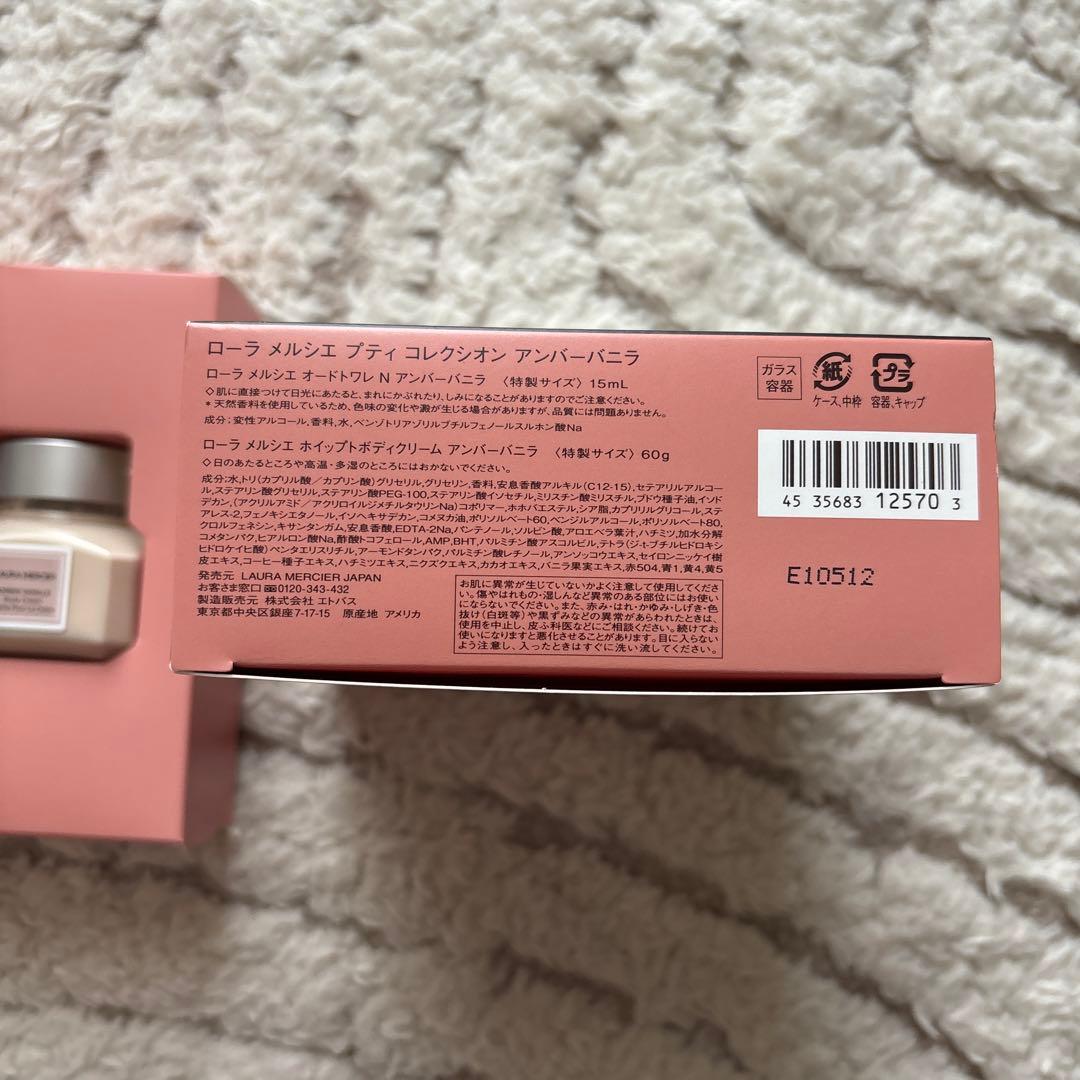 ローラ メルシエ プティ コレクシオン アンバーバニラ
ローラ メルシエ オードトワレ N アンバーバニラ 〈特製サイズ〉 15mL
◇肌に直接つけて日光にあたると、まれにかぶれたり、しみになることがありますのでご注意ください。
* 天然香料を使用しているため、色味の変化や澱が生じる場合がありますが、品質には問題ありません。
成分:変性アルコール,香料,水,ベンゾトリアゾリルブチルフェノールスルホン酸Na
ローラ メルシエ ホイップトボディクリーム アンバーバニラ 〈特製サイズ〉 60g
◇日のあたるところや高温・多湿のところにはおかないでください。
成分:水,トリ(カプリル酸/カプリン酸)グリセリル,グリセリン,香料,安息香酸アルキル(C12-15),セテアリルアルコー
ル,ステアリン酸グリセリル,ステアリン酸PEG-100,ステアリン酸イソセチル,ミリスチン酸ミリスチル,ブドウ種子油,イソド
デカン,(アクリルアミド/アクリロイルジメチルタウリンNa)コポリマー,ホホバエステル,シア脂,カプリリルグリコール,ステ
アレス-2,フェノキシエタノール,イソヘキサデカン,コメヌカ油,ポリソルベート60,ベンジルアルコール,ポリソルベート80,
クロルフェネシン,キサンタンガム,安息香酸,EDTA-2Na,パンテノール,ソルビン酸,アロエベラ葉汁,ハチミツ,加水分解
コメタンパク,ヒアルロン酸Na,酢酸トコフェロール,AMP,BHT,パルミチン酸アスコルビル,テトラ(ジ-t-ブチルヒドロキシ
ヒドロケイヒ酸)ペンタエリスリチル,アーモンドタンパク,パルミチン酸レチノール,アンソッコウエキス,セイロンニッケイ樹
皮エキス,コーヒー種子エキス,ハチミツエキス,ニクズクエキス,カカオエキス,バニラ果実エキス,赤504,青1,黄4,黄5
発売元 LAURA MERCIER JAPAN
お客さま窓口 0120-343-432
製造販売元 株式会社 エトバス
東京都中央区銀座7-17-15 原産地 アメリカ
お肌に異常が生じていないかよく注意して使用してくださ
い。傷やはれもの・湿しんなど異常のある部位にはお使い
にならないでください。また、赤み・はれ・かゆみ・しげき・色
抜け(白斑等)や黒ずみなどの異常があらわれたときは、
使用を中止し、皮ふ科医などにご相談ください。続けてお
使いになりますと悪化させることがあります。目に入らない
よう注意し、入ったときはすぐに洗い流してください。
ガラス
容器
紙
ケース、中枠
プラ
容器、キャップ
45 35683 12570 3
E10512
LAURA MERCIER